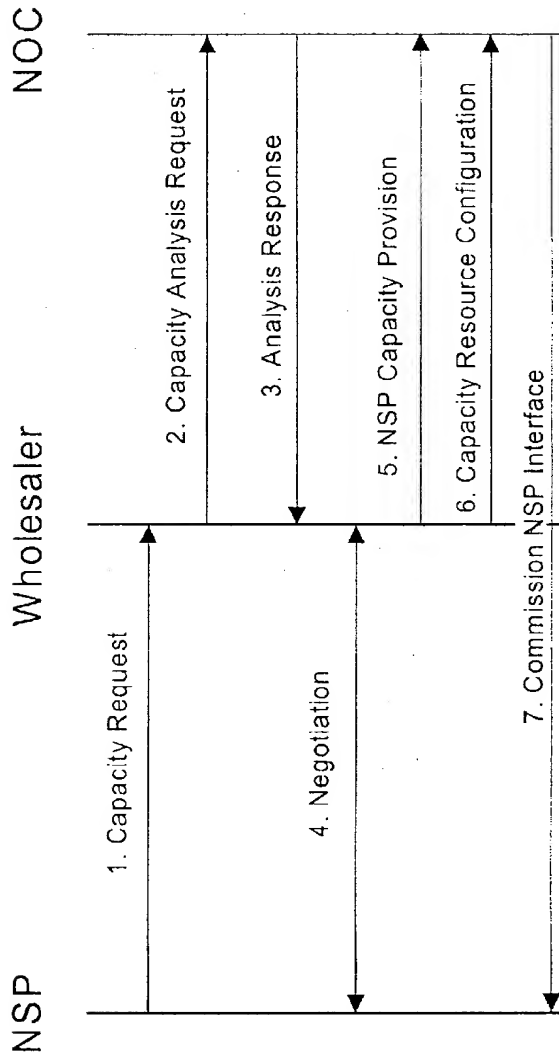 NSP
Wholesaler
NOC
1. Capacity Request
2. Capacity Analysis Request
3. Analysis Response
4. Negotiation
5. NSP Capacity Provision
6. Capacity Resource Configuration
7. Commission NSP Interface